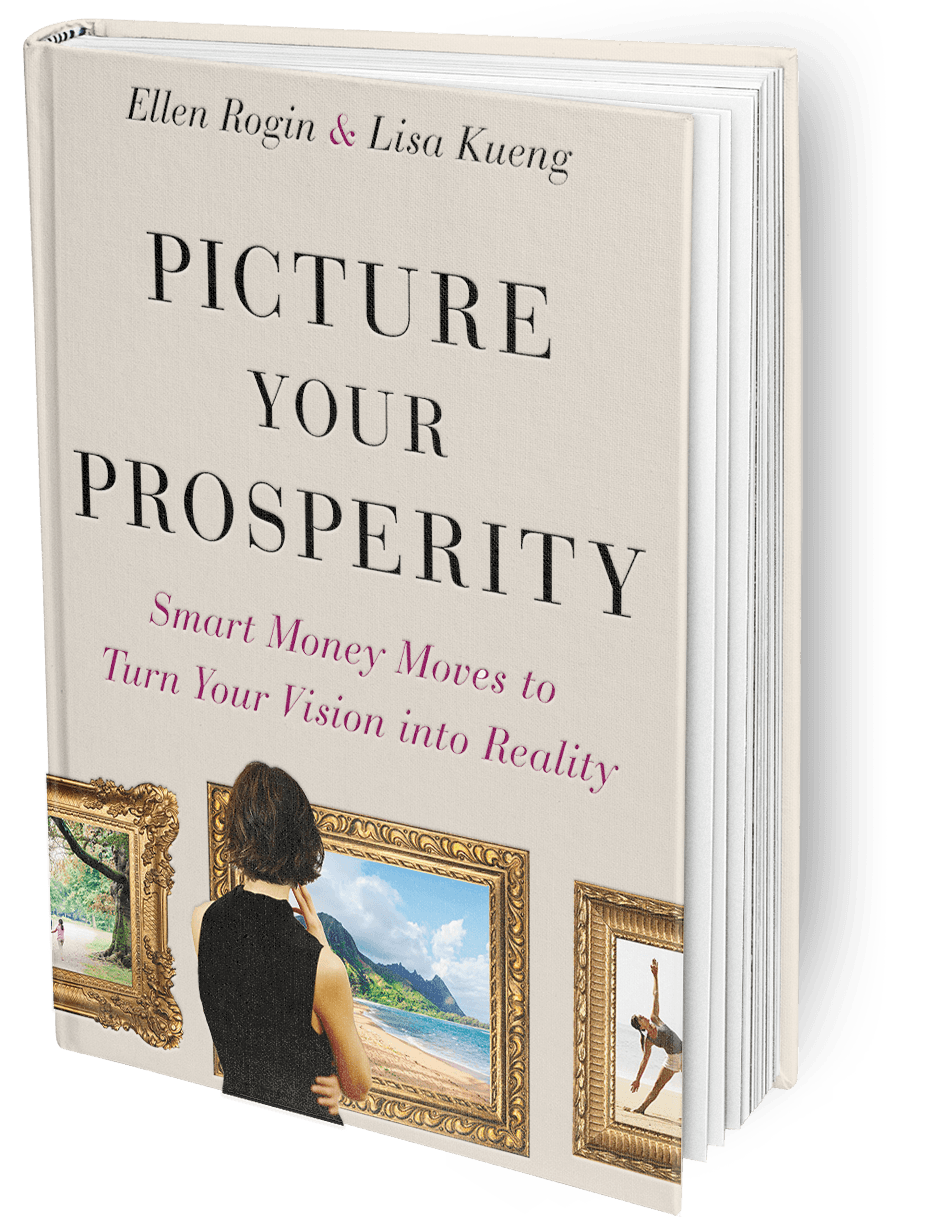 Ellen Rogin & Lisa Kueng
PICTURE
YOUR
PROSPERITY
Smart Money Moves to
Turn Your Vision into Reality